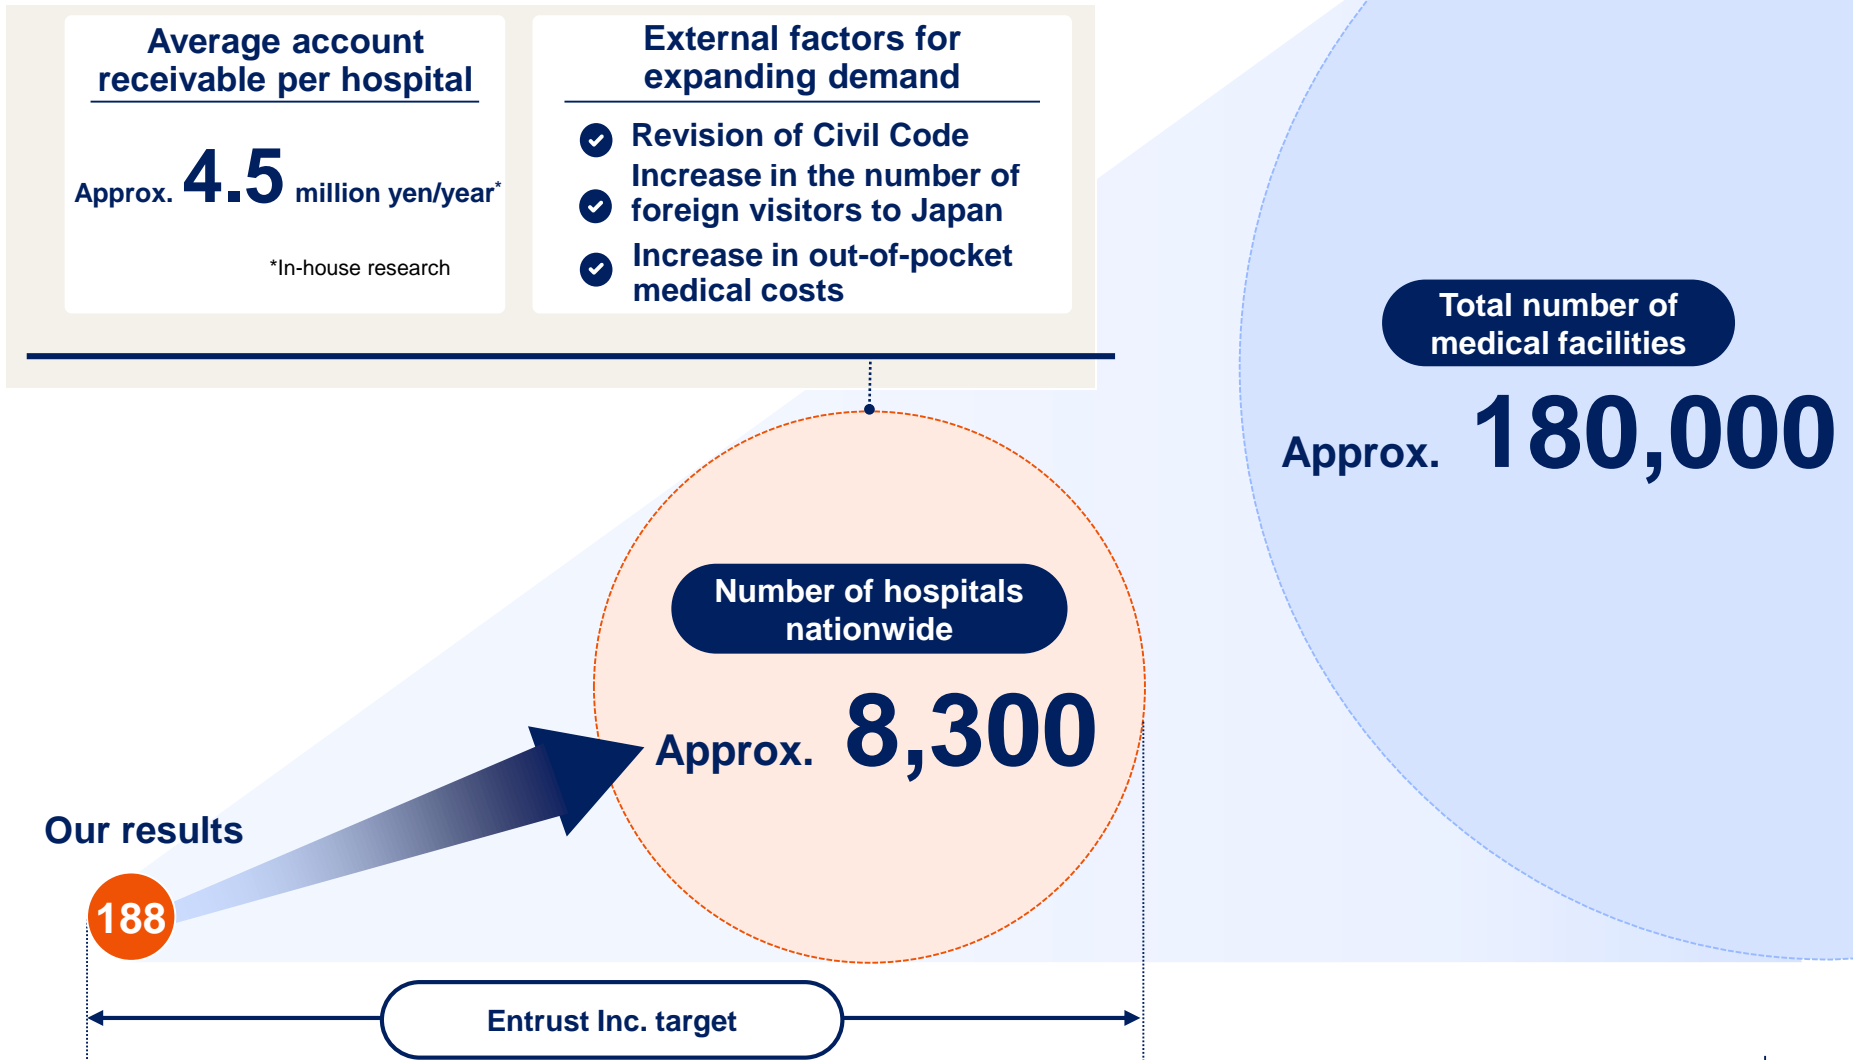 Average account
receivable per hospital
Approx. 4.5 million yen/year*
*In-house research
External factors for
expanding demand
Revision of Civil Code
Increase in the number of
foreign visitors to Japan
Increase in out-of-pocket
medical costs
Total number of
medical facilities
Approx. 180,000
Number of hospitals
nationwide
Approx. 8,300
Our results
188
Entrust Inc. target